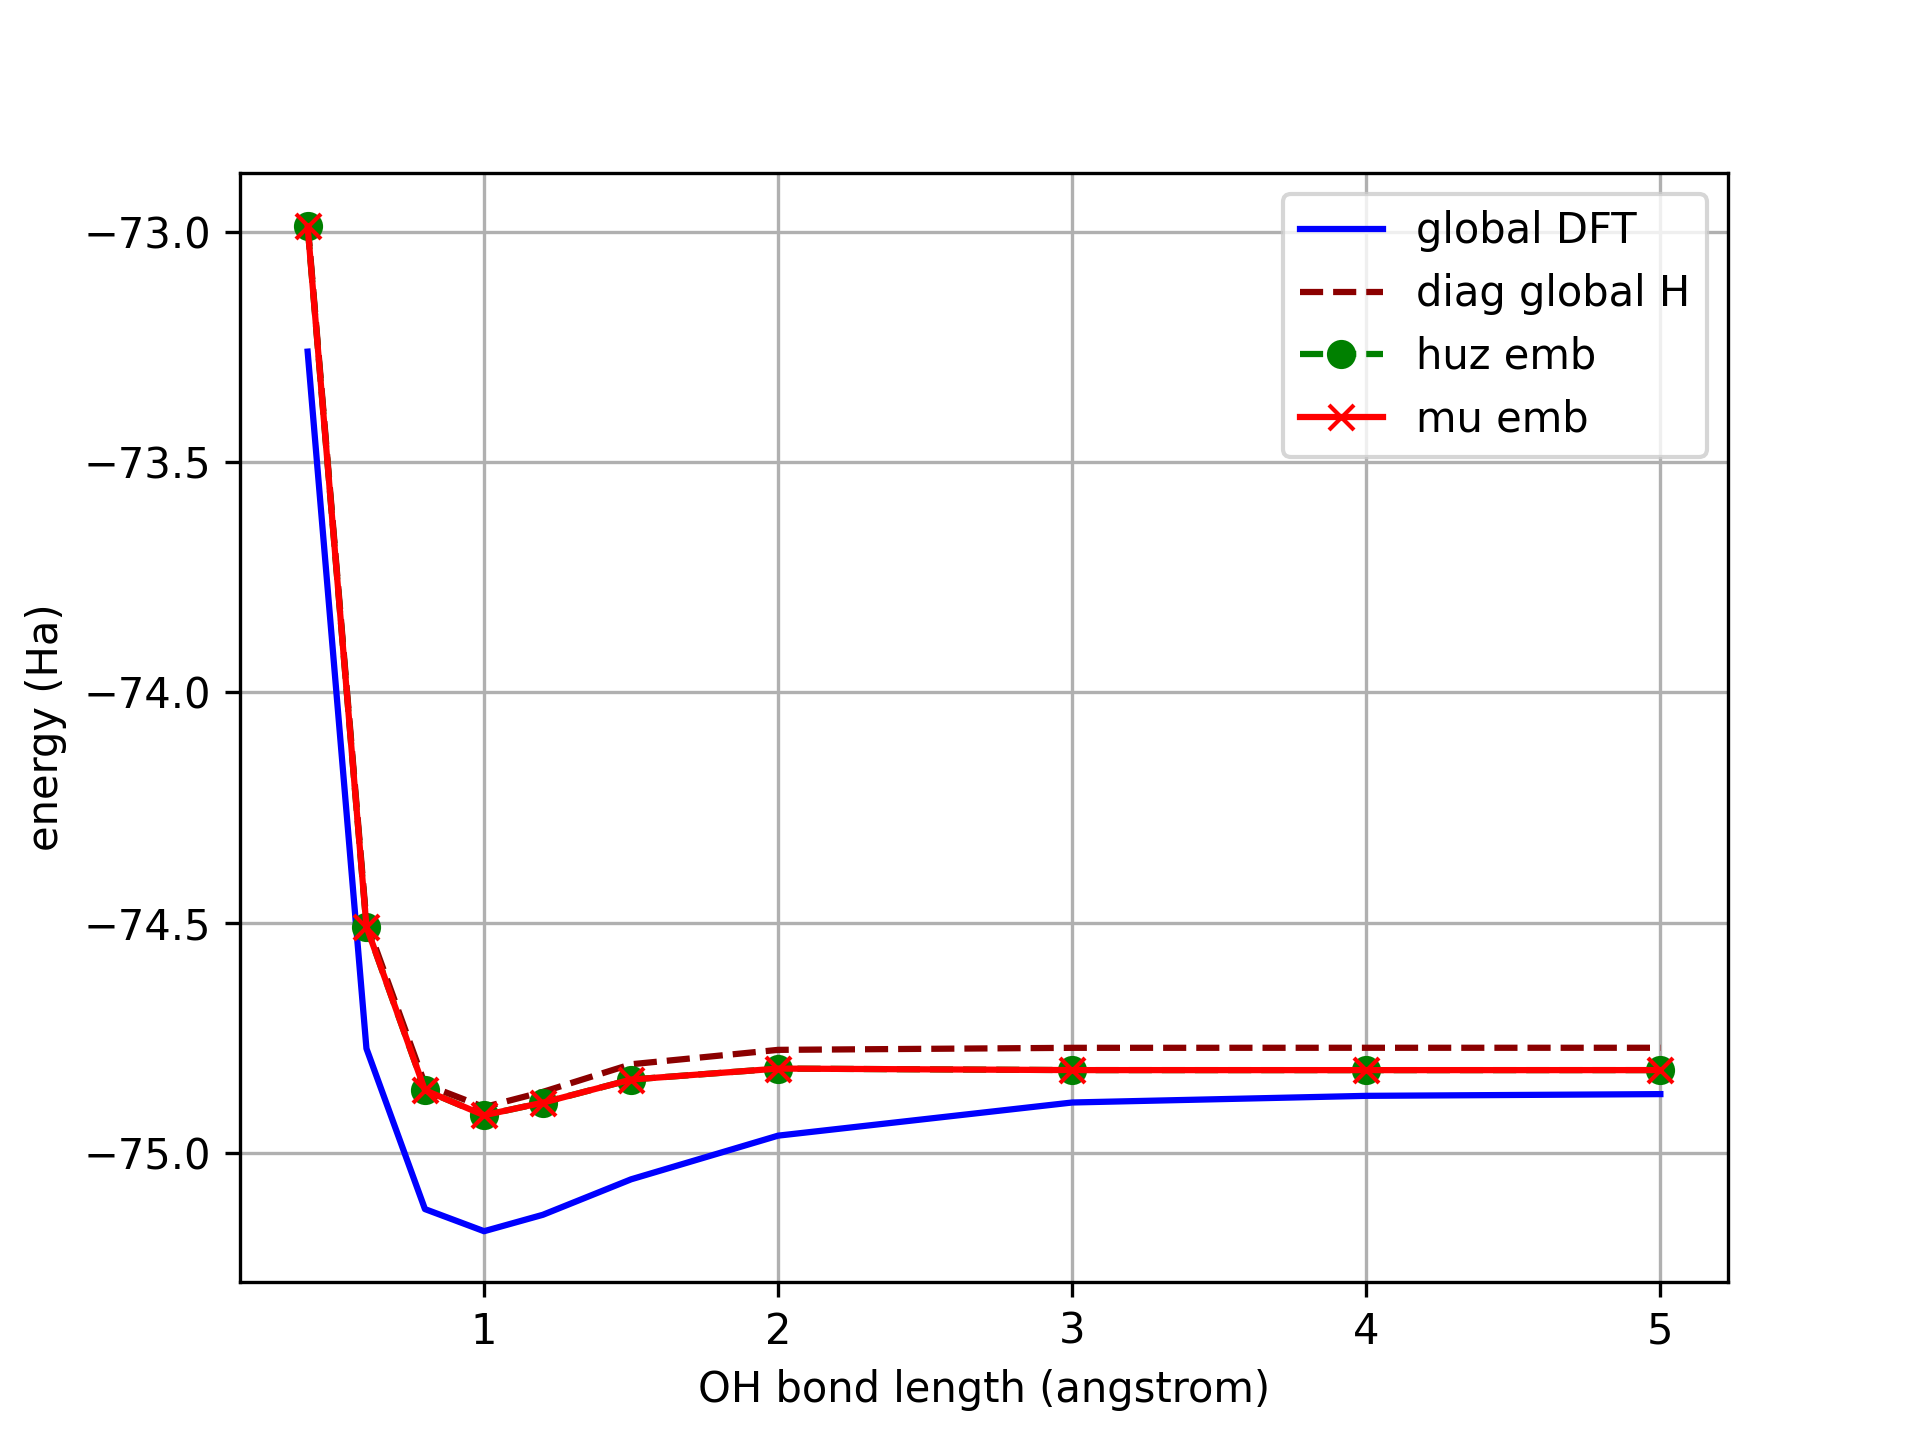 −73.0
−73.5
−74.0
−74.5
−75.0
energy (Ha)
global DFT
diag global H
huz emb
mu emb
1 2 3 4 5
OH bond length (angstrom)